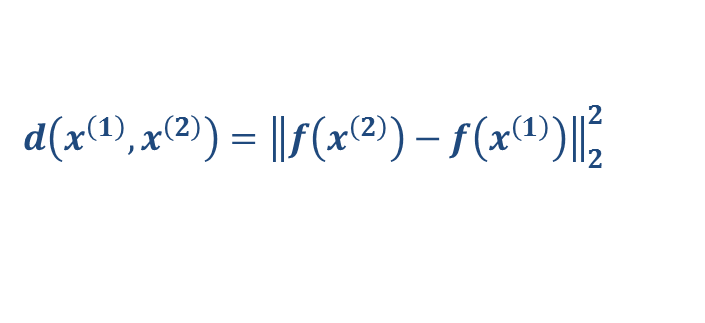 d(x⁽¹⁾, x⁽²⁾) = ‖f(x⁽²⁾) − f(x⁽¹⁾)‖₂²